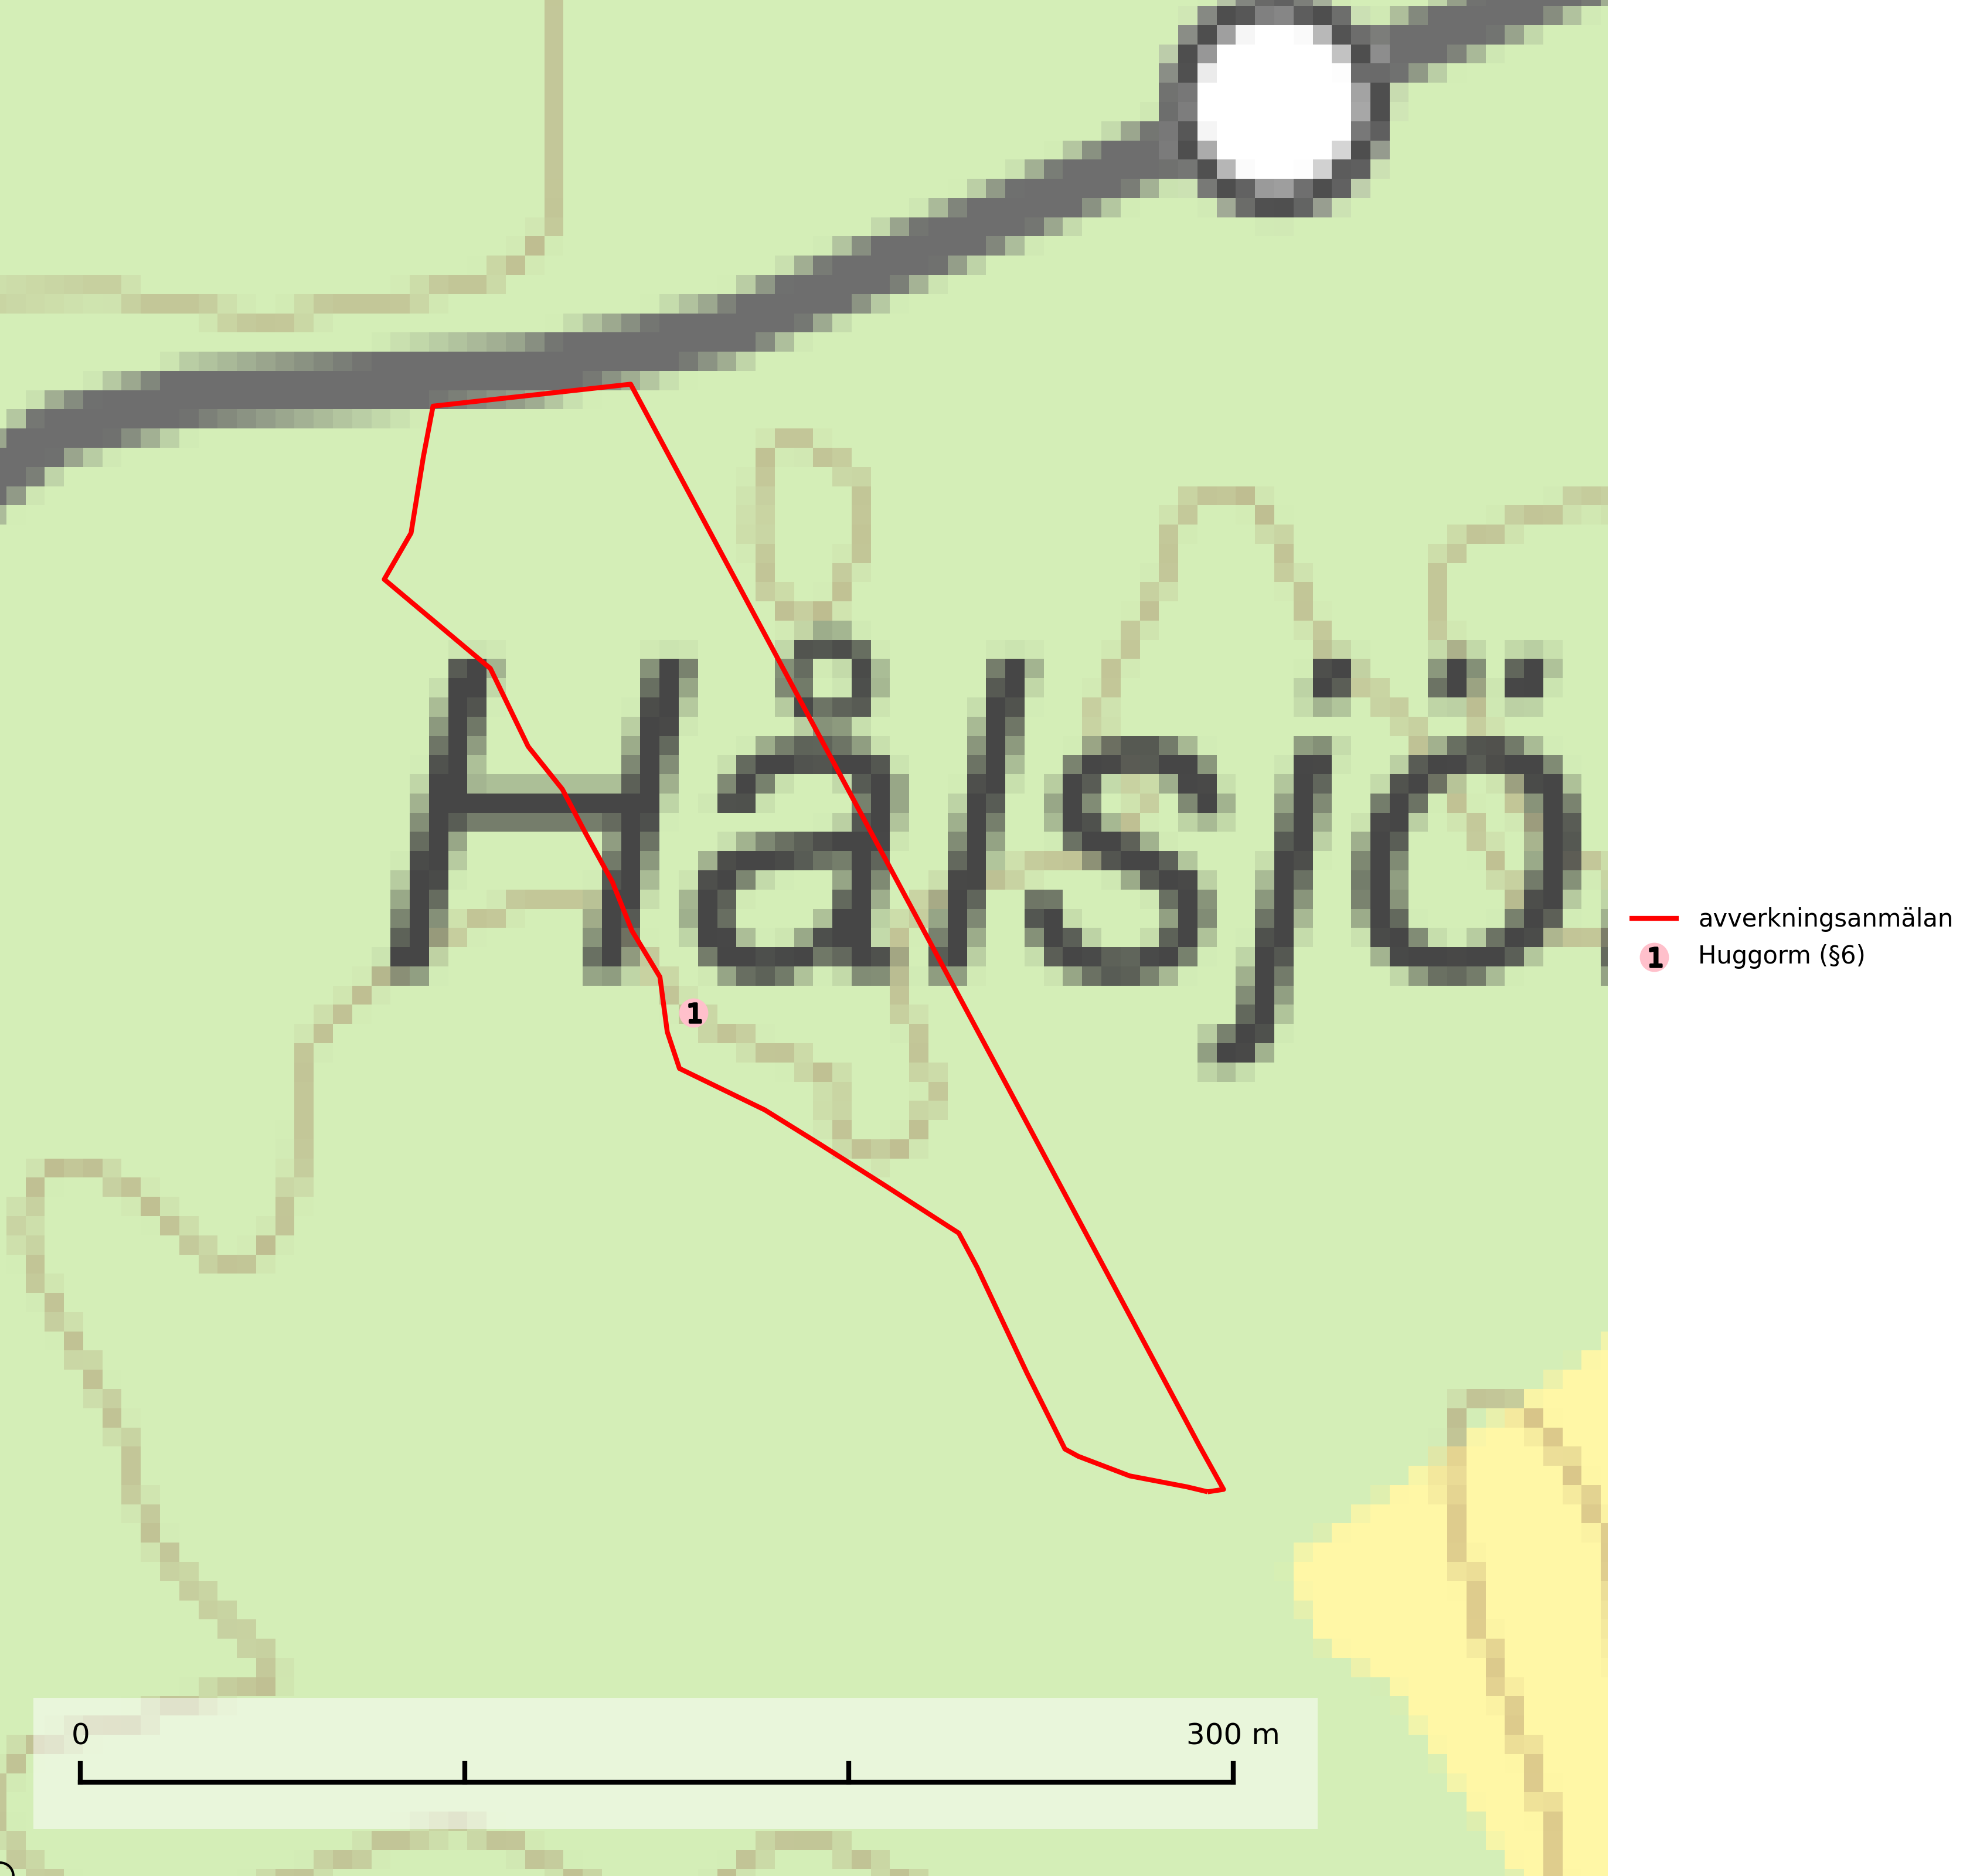 Hålsjö
1
avverkningsanmälan
1 Huggorm (§6)
0 300 m